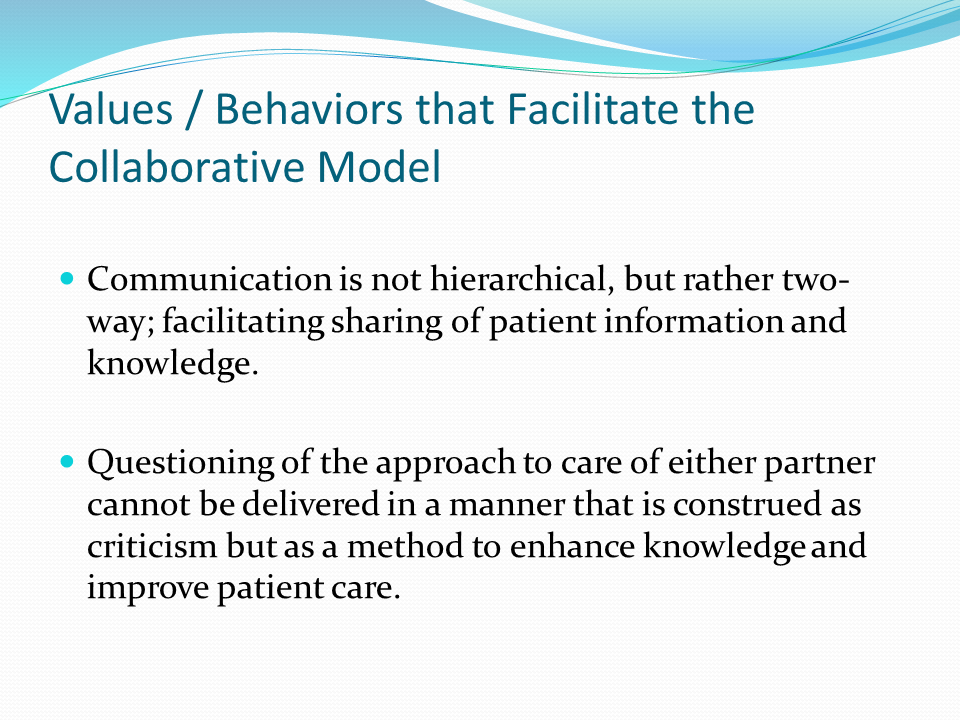 Values / Behaviors that Facilitate the
Collaborative Model
Communication is not hierarchical, but rather two-
way; facilitating sharing of patient information and
knowledge.
Questioning of the approach to care of either partner
cannot be delivered in a manner that is construed as
criticism but as a method to enhance knowledge and
improve patient care.